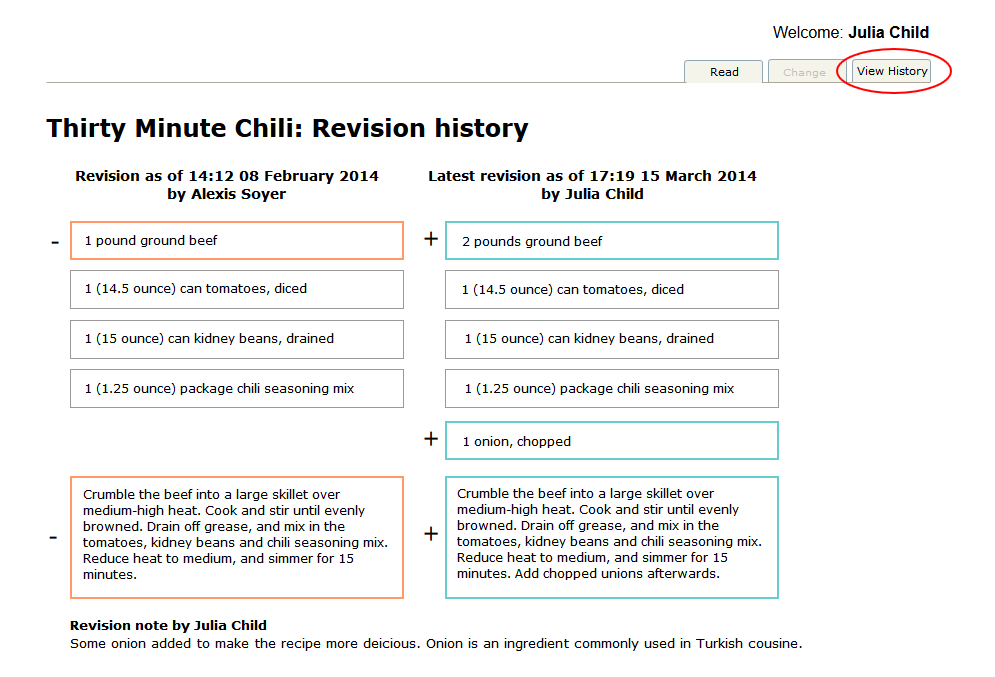 Welcome: Julia Child
Read
Change
View History
Thirty Minute Chili: Revision history
Revision as of 14:12 08 February 2014
by Alexis Soyer
Latest revision as of 17:19 15 March 2014
by Julia Child
-
1 pound ground beef
+
2 pounds ground beef
1 (14.5 ounce) can tomatoes, diced
1 (14.5 ounce) can tomatoes, diced
1 (15 ounce) can kidney beans, drained
1 (15 ounce) can kidney beans, drained
1 (1.25 ounce) package chili seasoning mix
1 (1.25 ounce) package chili seasoning mix
+
1 onion, chopped
-
Crumble the beef into a large skillet over
medium-high heat. Cook and stir until evenly
browned. Drain off grease, and mix in the
tomatoes, kidney beans and chili seasoning mix.
Reduce heat to medium, and simmer for 15
minutes.
+
Crumble the beef into a large skillet over
medium-high heat. Cook and stir until evenly
browned. Drain off grease, and mix in the
tomatoes, kidney beans and chili seasoning mix.
Reduce heat to medium, and simmer for 15
minutes. Add chopped unions afterwards.
Revision note by Julia Child
Some onion added to make the recipe more deicious. Onion is an ingredient commonly used in Turkish cousine.